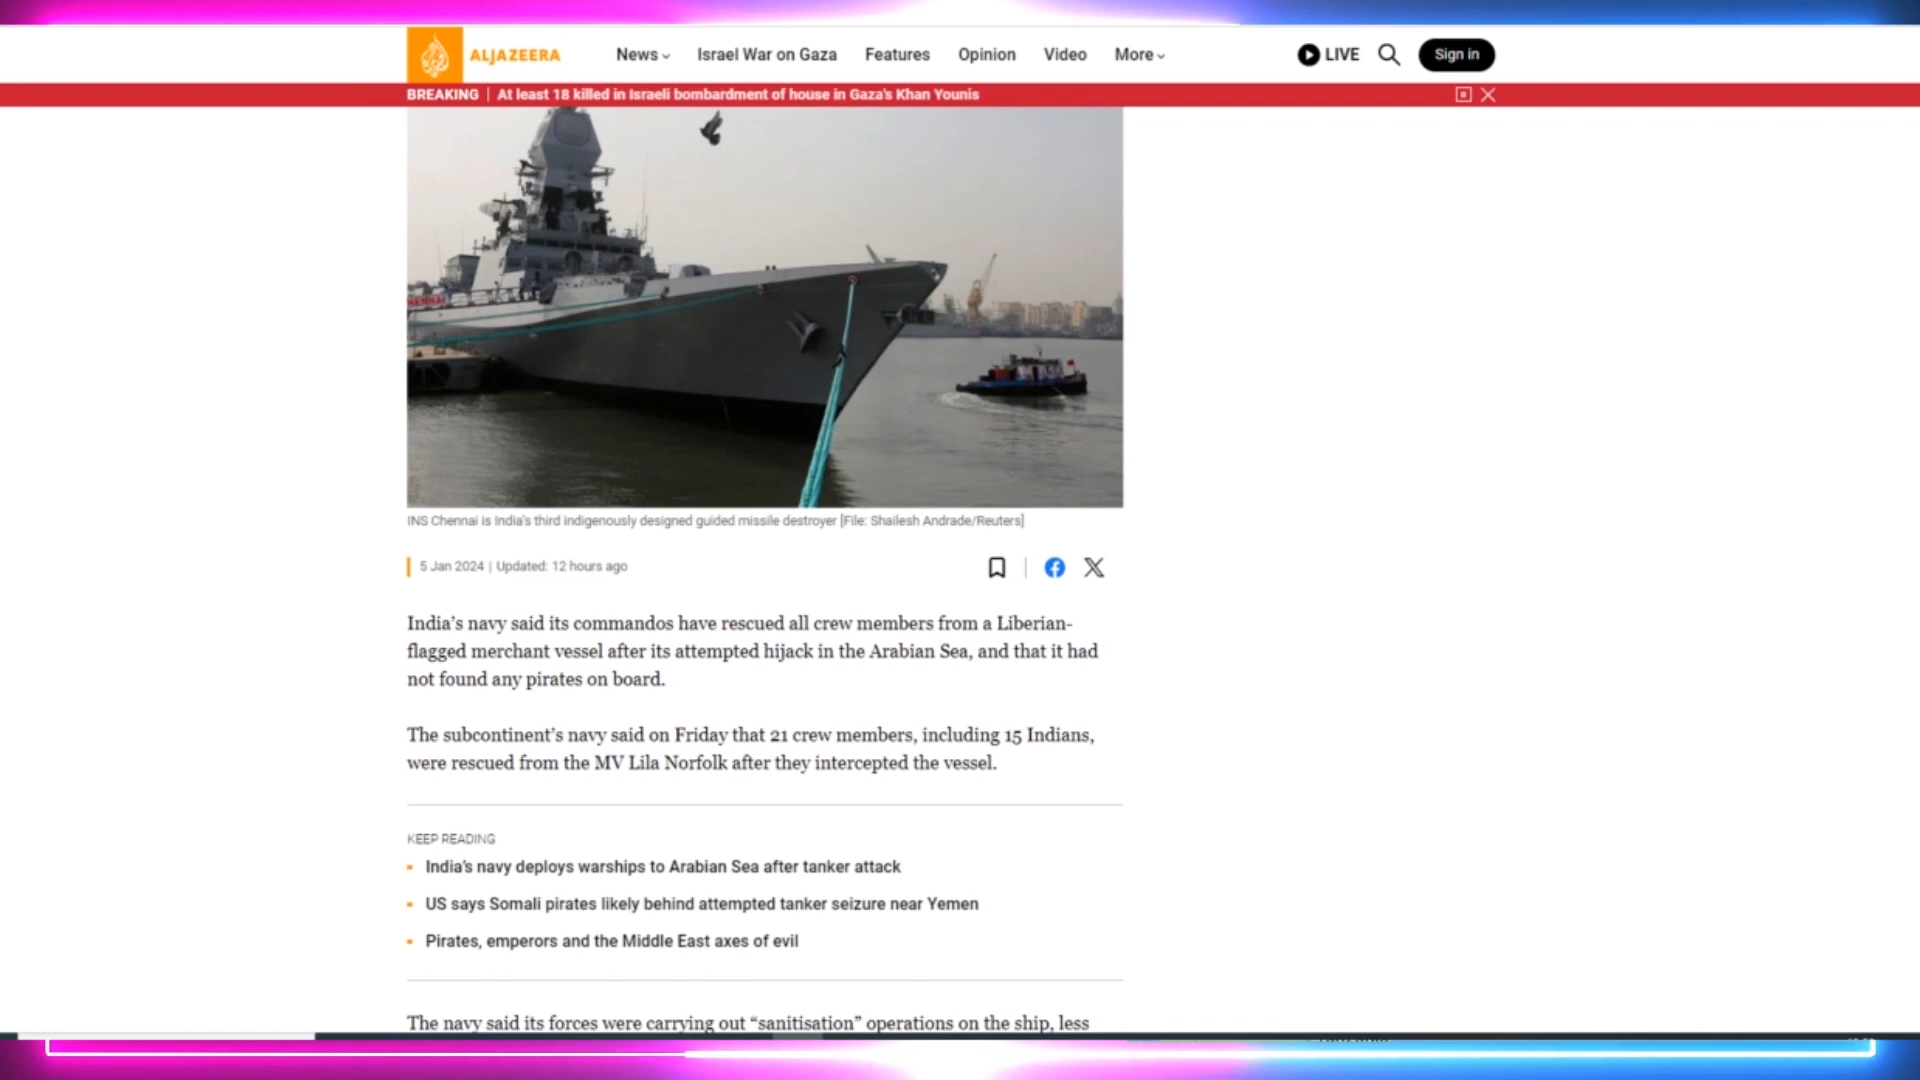 ALJAZEERA
News
Israel War on Gaza
Features
Opinion
Video
More
LIVE
Sign in
BREAKING | At least 18 killed in Israeli bombardment of house in Gaza's Khan Younis
INS Chennai is India's third indigenously designed guided missile destroyer [File: Shailesh Andrade/Reuters]
5 Jan 2024 | Updated: 12 hours ago
India's navy said its commandos have rescued all crew members from a Liberian-
flagged merchant vessel after its attempted hijack in the Arabian Sea, and that it had
not found any pirates on board.
The subcontinent's navy said on Friday that 21 crew members, including 15 Indians,
were rescued from the MV Lila Norfolk after they intercepted the vessel.
KEEP READING
India's navy deploys warships to Arabian Sea after tanker attack
US says Somali pirates likely behind attempted tanker seizure near Yemen
Pirates, emperors and the Middle East axes of evil
The navy said its forces were carrying out “sanitisation” operations on the ship, less